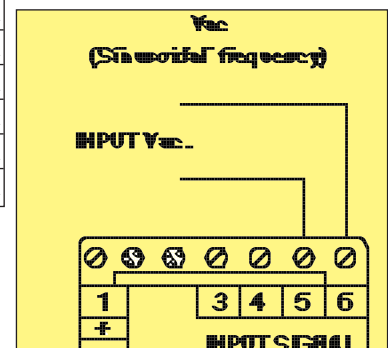 Vac
(Sinusoidal frequency)
INPUT Vac.
1 3 4 5 6
+
INPUT SIGNAL